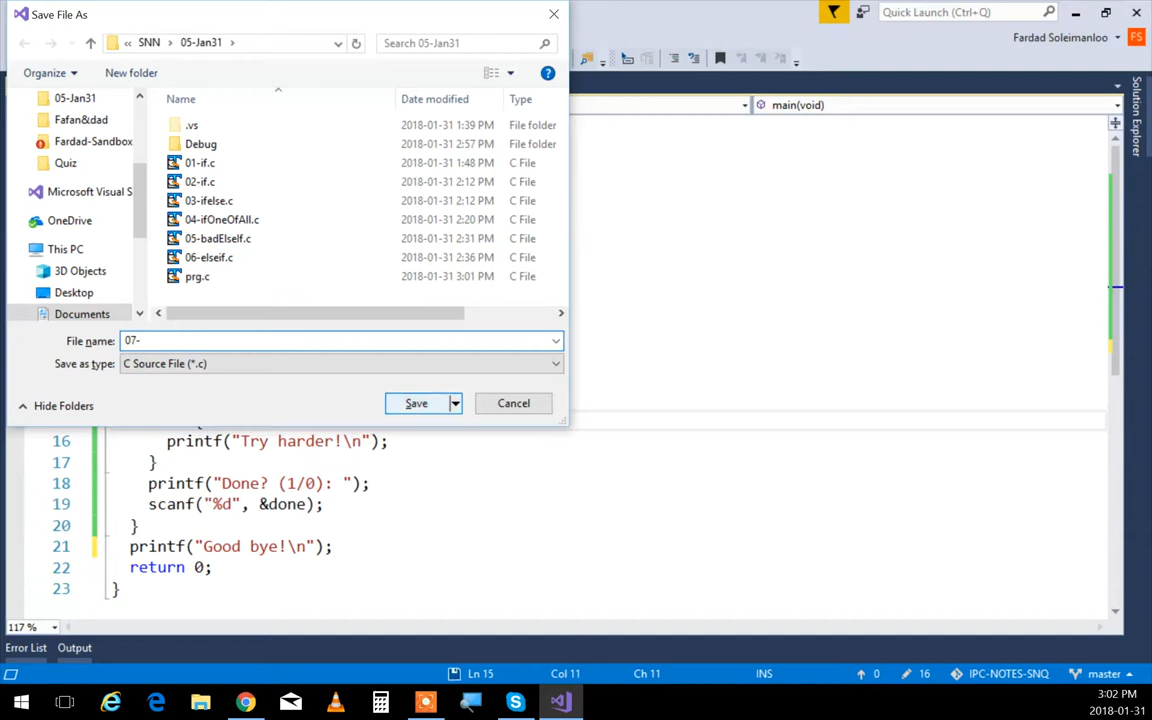 Save File As
Quick Launch (Ctrl+Q)
Fardad Soleimanloo
FS
« SNN › 05-Jan31 ›
Search 05-Jan31
Organize
New folder
05-Jan31
Fafan&dad
Fardad-Sandbox
Quiz
Microsoft Visual S
OneDrive
This PC
3D Objects
Desktop
Documents
Name Date modified Type
.vs 2018-01-31 1:39 PM File folder
Debug 2018-01-31 2:57 PM File folder
01-if.c 2018-01-31 1:48 PM C File
02-if.c 2018-01-31 2:12 PM C File
03-ifelse.c 2018-01-31 2:12 PM C File
04-ifOneOfAll.c 2018-01-31 2:20 PM C File
05-badElself.c 2018-01-31 2:31 PM C File
06-elseif.c 2018-01-31 2:36 PM C File
prg.c 2018-01-31 3:01 PM C File
File name: 07-
Save as type: C Source File (*.c)
Hide Folders
Save
Cancel
main(void)
Solution Explorer
16 printf("Try harder!\n");
17 }
18 printf("Done? (1/0): ");
19 scanf("%d", &done);
20 }
21 printf("Good bye!\n");
22 return 0;
23 }
117 %
Error List Output
Ln 15 Col 11 Ch 11 INS 0 16 IPC-NOTES-SNQ master
3:02 PM
2018-01-31